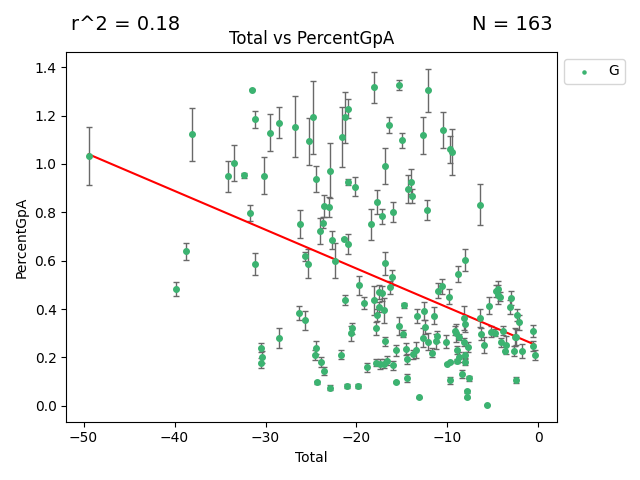 r^2 = 0.18 N = 163
Total vs PercentGpA
G
PercentGpA
1.4
1.2
1.0
0.8
0.6
0.4
0.2
0.0
−50 −40 −30 −20 −10 0
Total